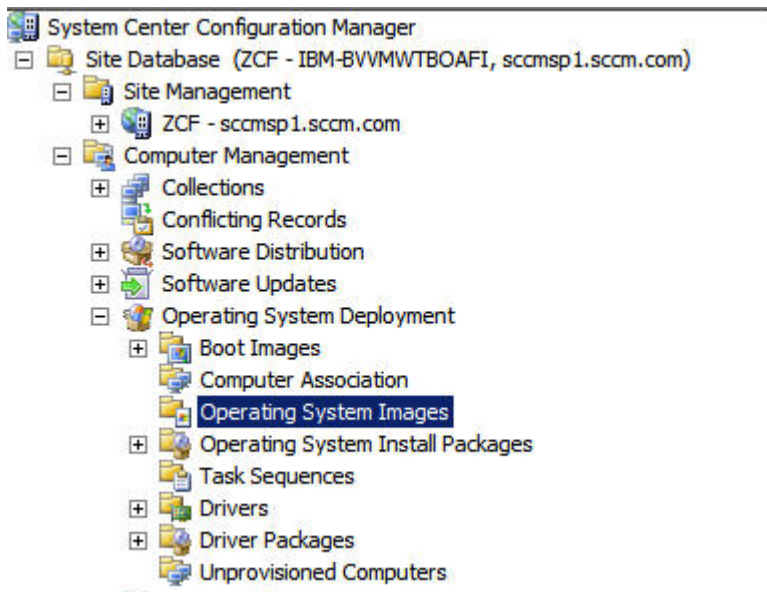 System Center Configuration Manager
Site Database (ZCF - IBM-BVVMWTBOAFI, sccmsp1.sccm.com)
Site Management
ZCF - sccmsp1.sccm.com
Computer Management
Collections
Conflicting Records
Software Distribution
Software Updates
Operating System Deployment
Boot Images
Computer Association
Operating System Images
Operating System Install Packages
Task Sequences
Drivers
Driver Packages
Unprovisioned Computers